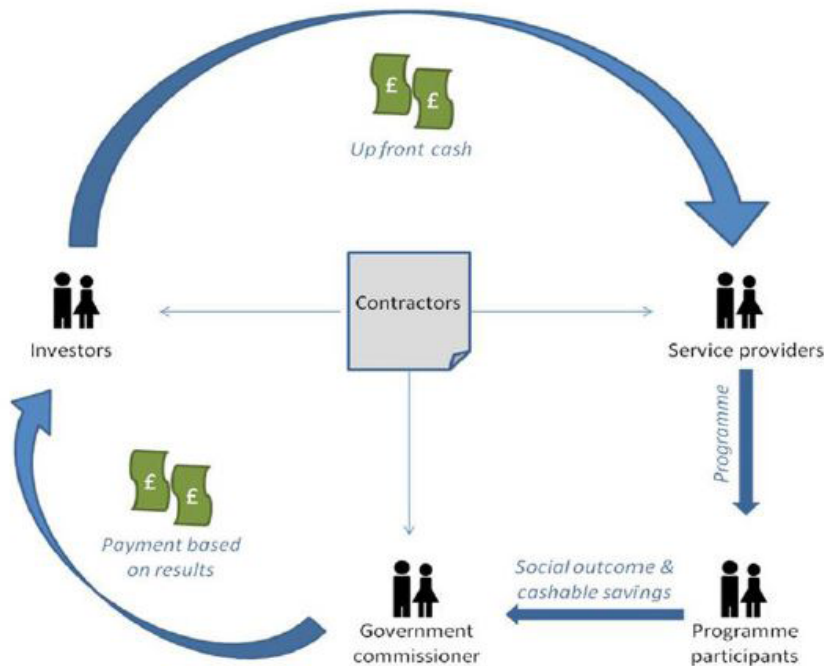 £
£
Up front cash
Contractors
Investors
Service providers
Programme
£
£
Payment based
on results
Social outcome &
cashable savings
Government
commissioner
Programme
participants